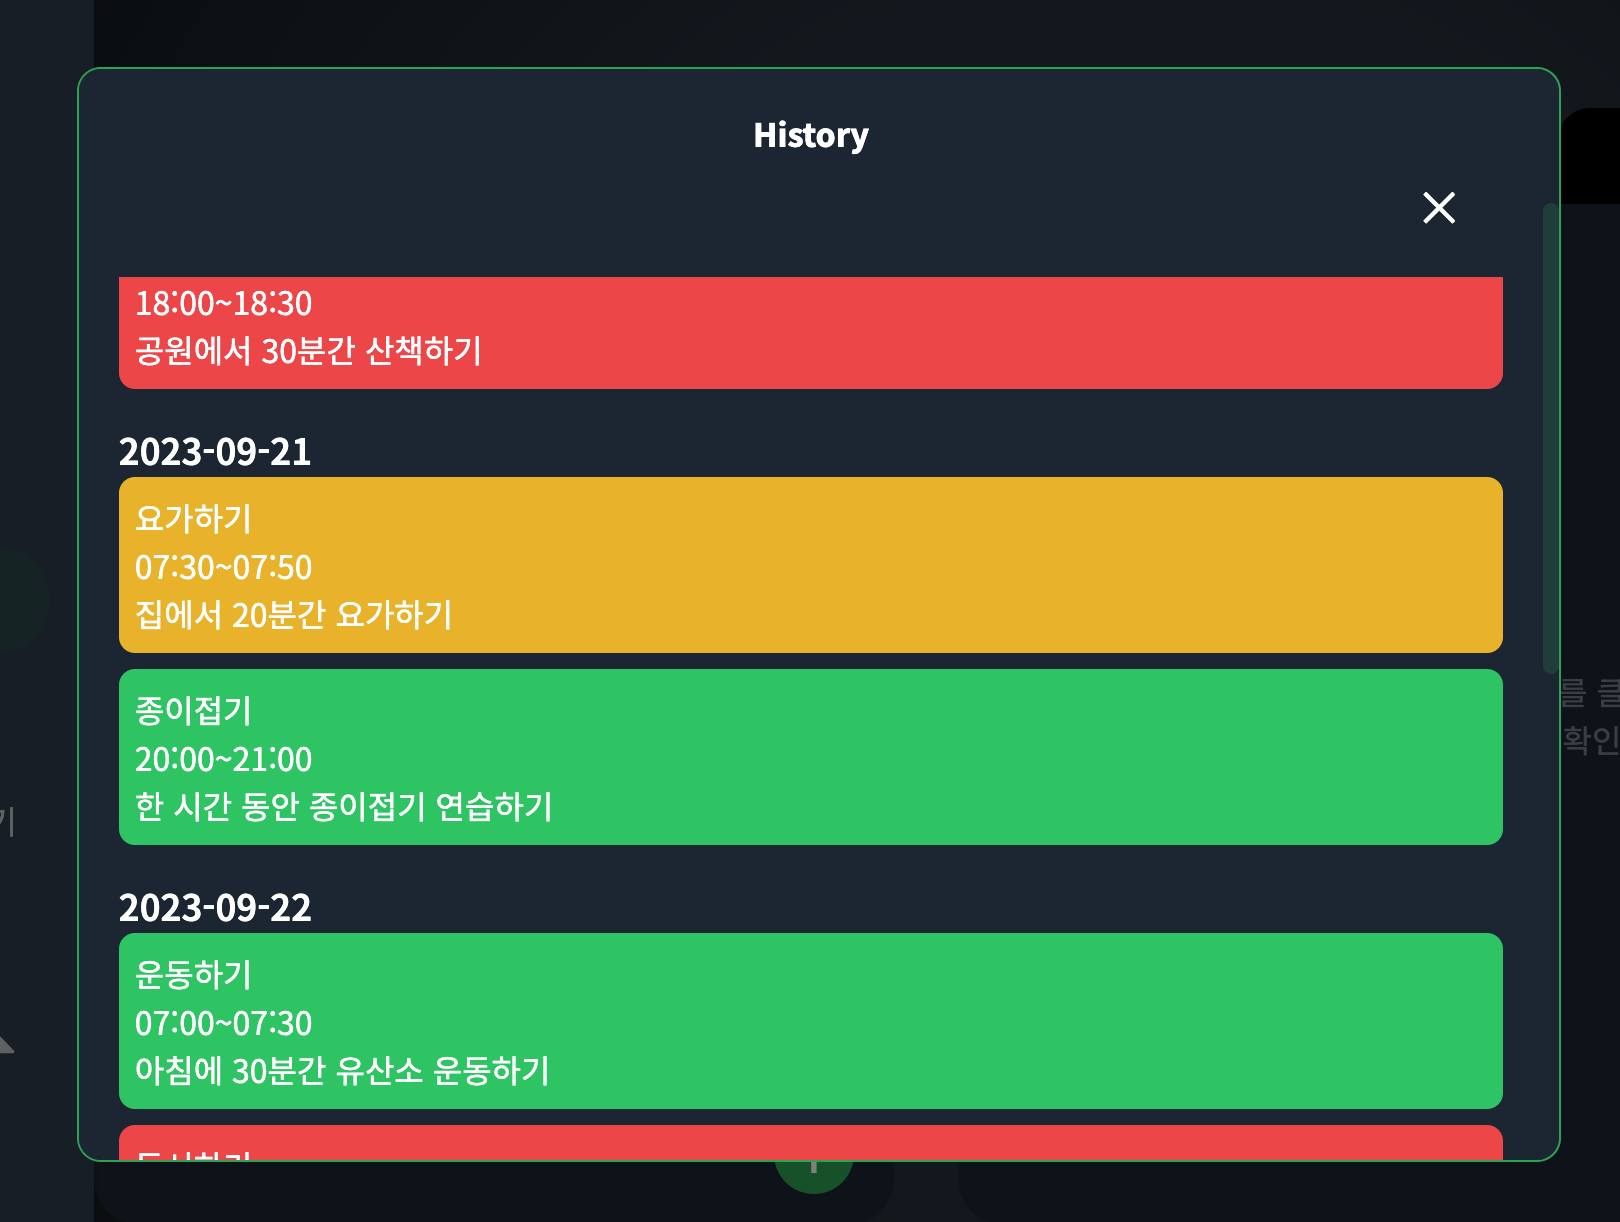 History
18:00~18:30
공원에서 30분간 산책하기
2023-09-21
요가하기
07:30~07:50
집에서 20분간 요가하기
종이접기
20:00~21:00
한 시간 동안 종이접기 연습하기
2023-09-22
운동하기
07:00~07:30
아침에 30분간 유산소 운동하기
를 클
확인
기